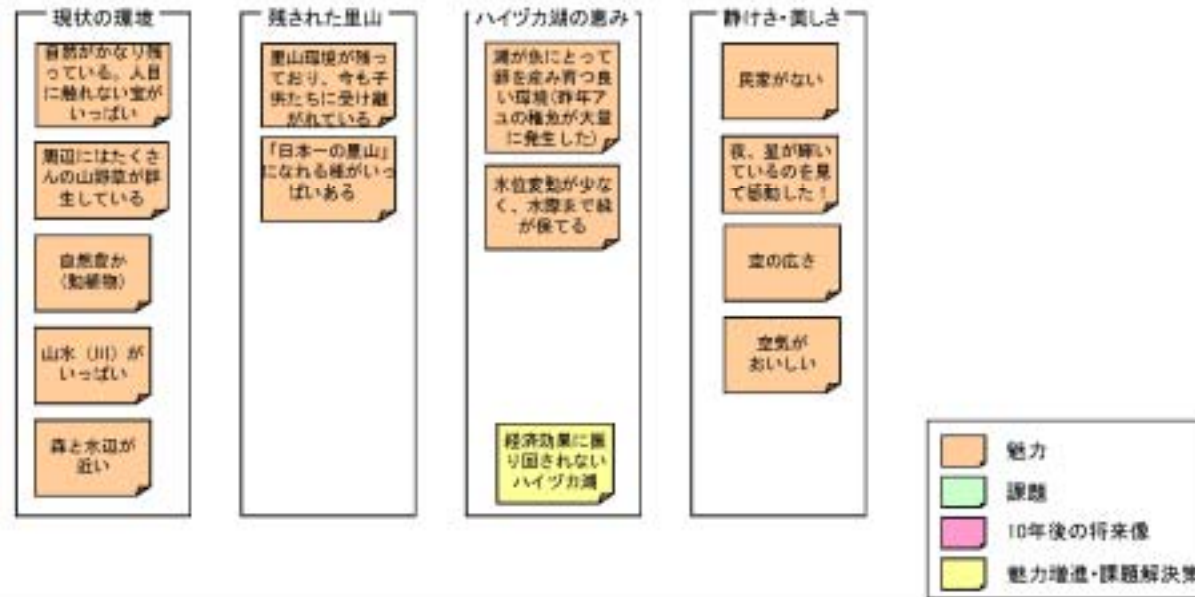 現状の環境
自然がかなり残
っている。人目
に触れない宝が
いっぱい
周辺にはたくさ
んの山野草が群
生している
自然豊か
(動植物)
山水（川）が
いっぱい
森と水辺が
近い
残された里山
里山環境が残っ
ており、今も子
供たちに受け継
がれている
「日本一の里山」
になれる種がいっ
ぱいある
ハイヅカ湖の恵み
湖が魚にとって
卵を産み育つ良
い環境(昨年ア
ユの稚魚が大量
に発生した)
水位変動が少な
く、水際まで緑
が保てる
経済効果に振
り回されない
ハイヅカ湖
静けさ・美しさ
民家がない
夜、星が輝い
ているのを見
て感動した！
空の広さ
空気が
おいしい
魅力
課題
10年後の将来像
魅力増進・課題解決策